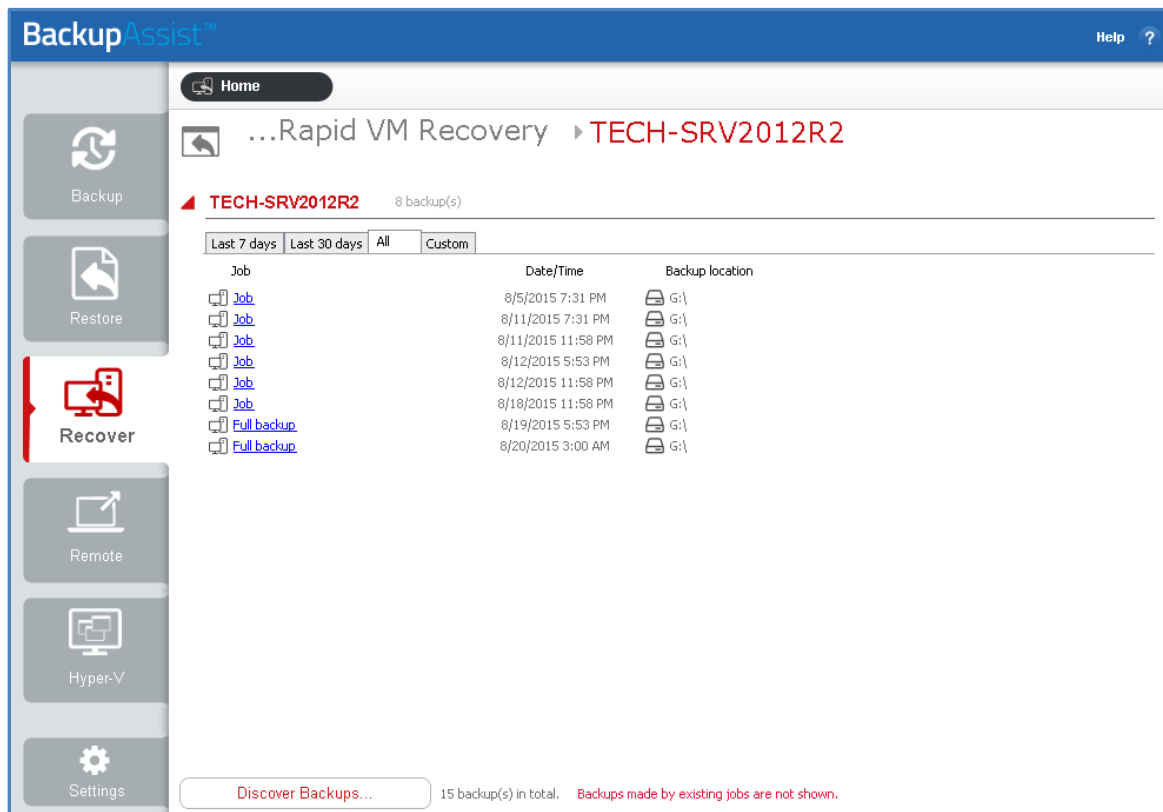 BackupAssist™
Help ?
Home
...Rapid VM Recovery TECH-SRV2012R2
Backup
TECH-SRV2012R2 8 backup(s)
Last 7 days Last 30 days All Custom
Job Date/Time Backup location
Job 8/5/2015 7:31 PM G:\
Restore
Job 8/11/2015 7:31 PM G:\
Job 8/11/2015 11:58 PM G:\
Job 8/12/2015 5:53 PM G:\
Job 8/12/2015 11:58 PM G:\
Job 8/18/2015 11:58 PM G:\
Full backup 8/19/2015 5:53 PM G:\
Recover
Full backup 8/20/2015 3:00 AM G:\
Remote
Hyper-V
Settings
Discover Backups... 15 backup(s) in total. Backups made by existing jobs are not shown.